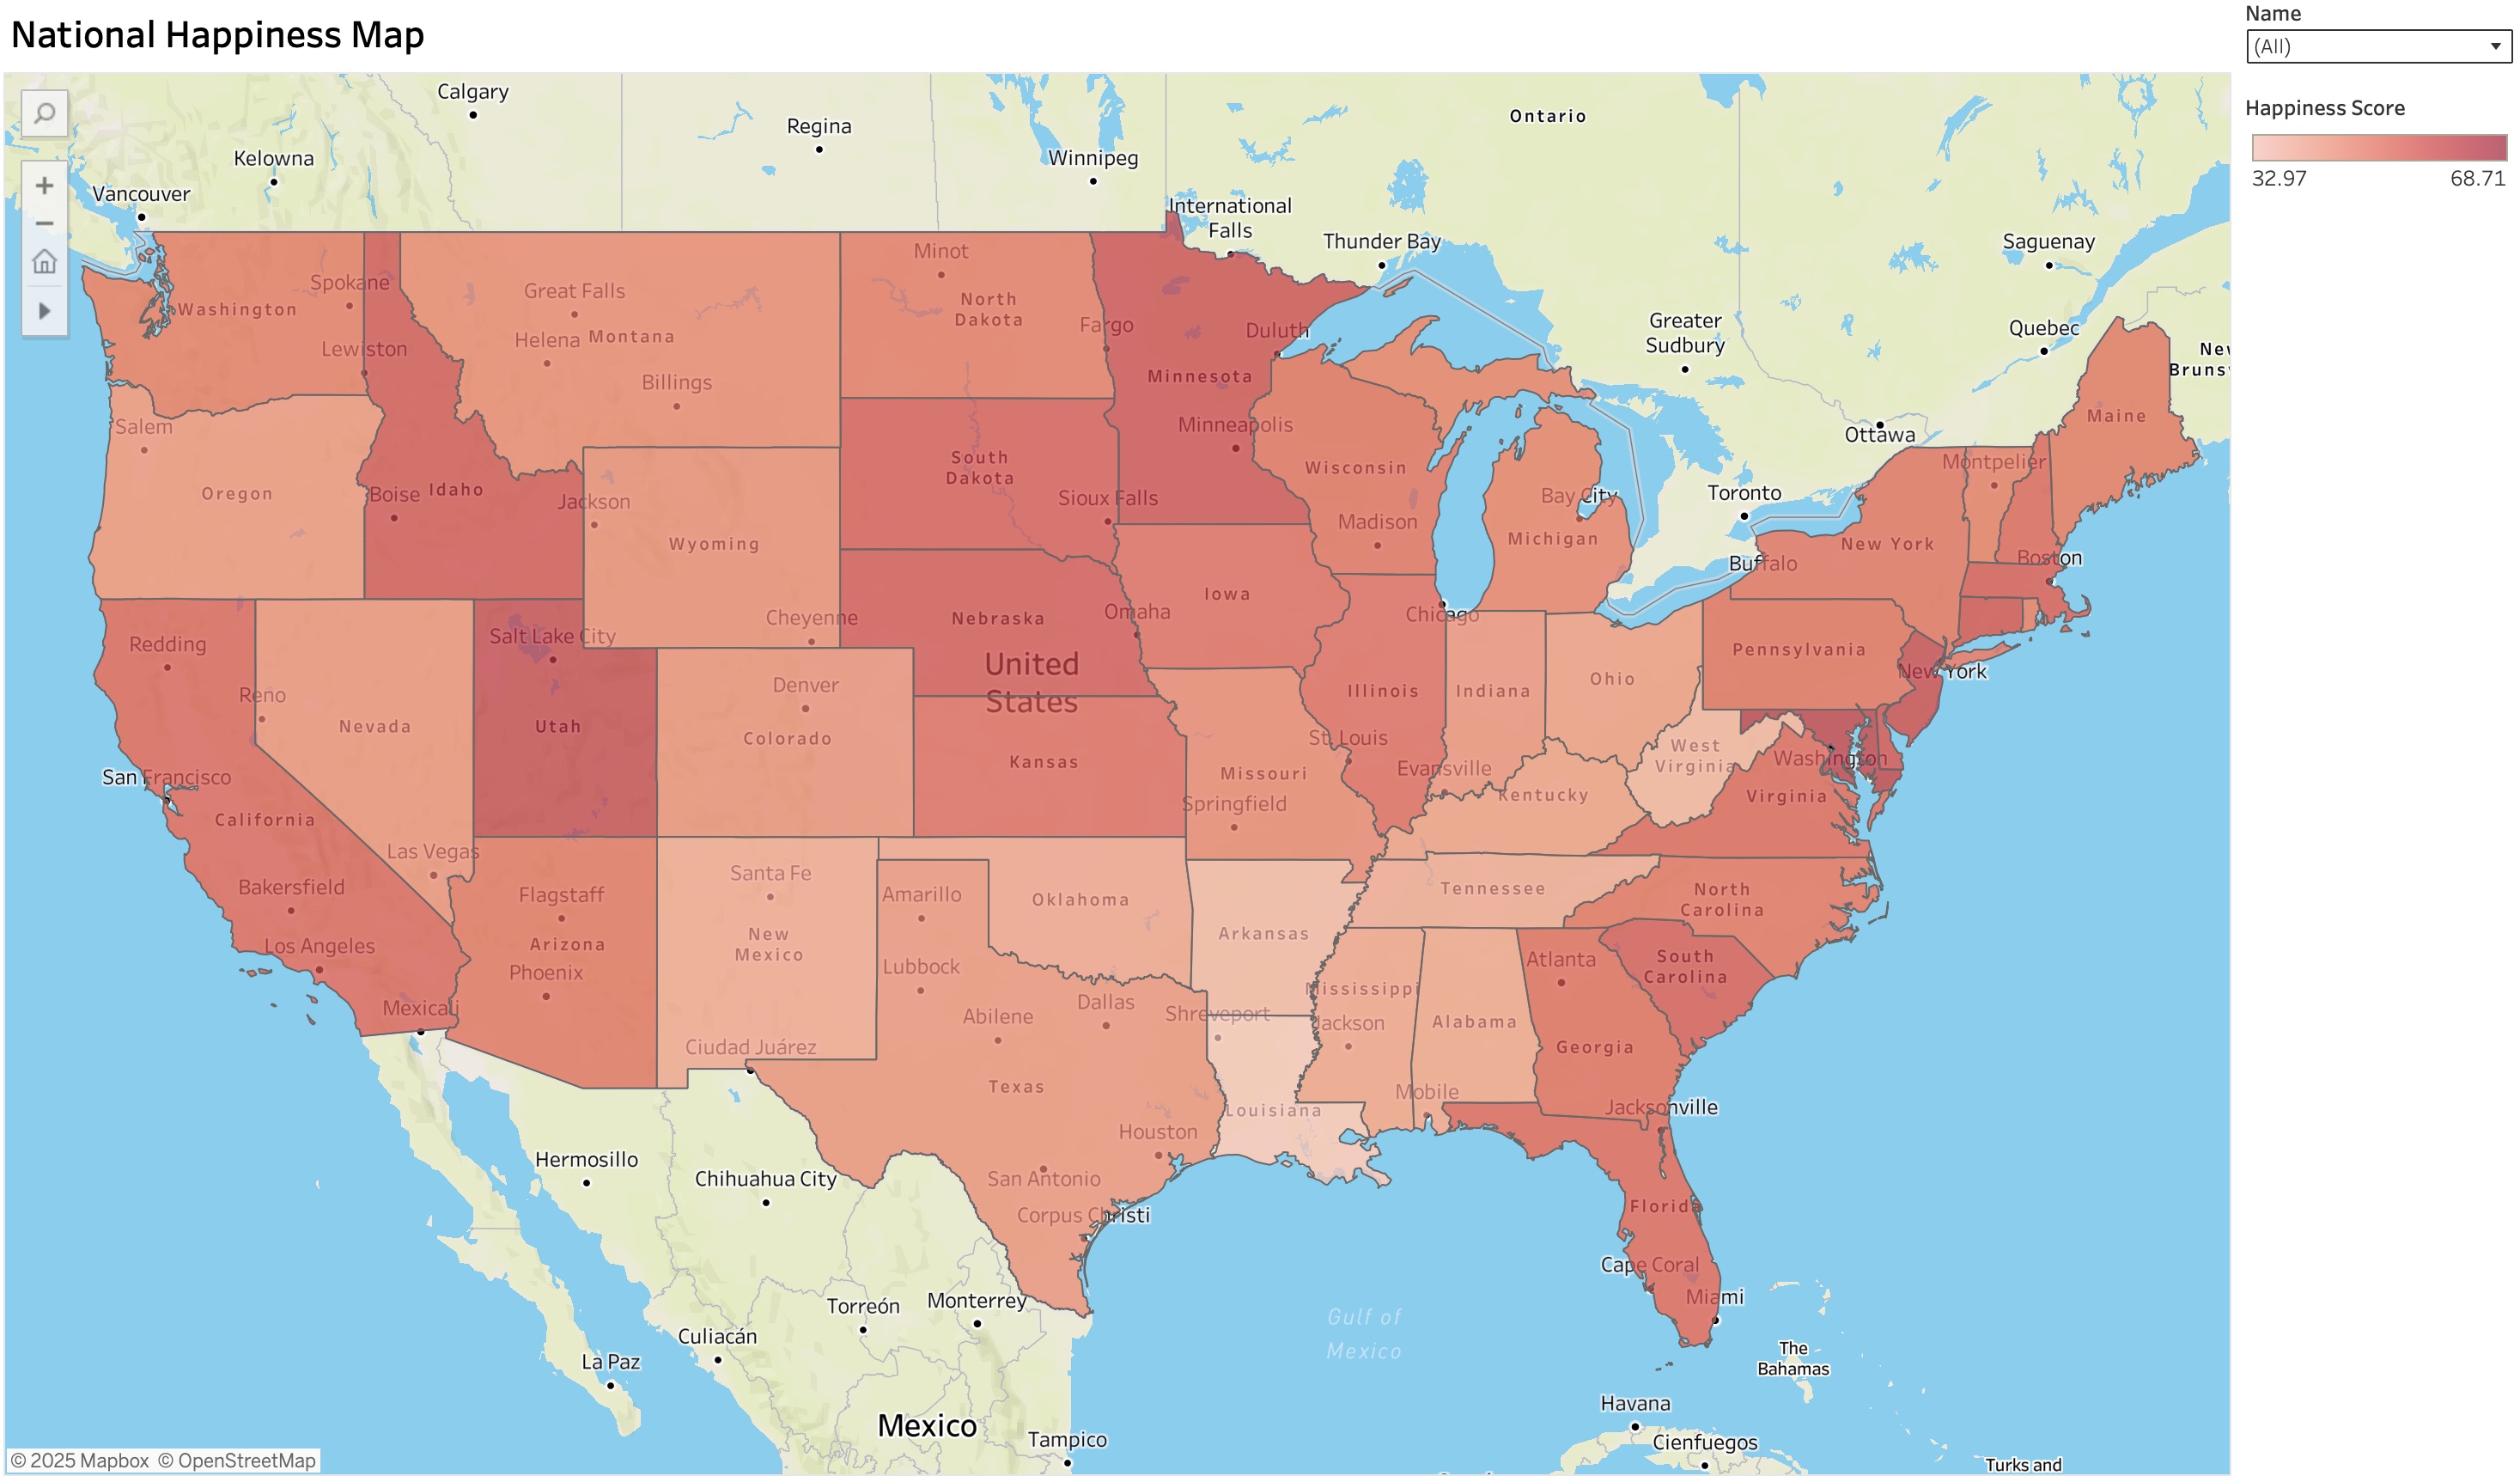 National Happiness Map
Name
(All)
Happiness Score
32.97
68.71
Calgary
Regina
Ontario
Kelowna
Winnipeg
Vancouver
International
Falls
Thunder Bay
Saguenay
Minot
Spokane
Great Falls
North
Dakota
Washington
Fargo
Duluth
Greater
Sudbury
Quebec
Helena
Montana
Lewiston
Billings
Minnesota
New
Brunsw
Maine
Salem
Minneapolis
Ottawa
South
Dakota
Wisconsin
Montpelier
Oregon
Boise
Idaho
Jackson
Sioux Falls
Bay City
Toronto
Madison
Michigan
Wyoming
New York
Buffalo
Boston
Iowa
Cheyenne
Nebraska
Omaha
Chicago
Redding
Salt Lake City
United
States
Pennsylvania
New York
Reno
Denver
Illinois
Indiana
Ohio
Nevada
Utah
Colorado
St. Louis
West
Virginia
Kansas
Washington
San Francisco
Missouri
Evansville
Kentucky
Virginia
Springfield
California
Las Vegas
Bakersfield
Flagstaff
Santa Fe
Amarillo
Oklahoma
Tennessee
North
Carolina
Los Angeles
Arizona
New
Mexico
Arkansas
Phoenix
Lubbock
Atlanta
South
Carolina
Mexicali
Abilene
Dallas
Shreveport
Mississippi
Jackson
Alabama
Ciudad Juárez
Georgia
Texas
Mobile
Louisiana
Jacksonville
Houston
Hermosillo
Chihuahua City
San Antonio
Florida
Corpus Christi
Cape Coral
Torreón
Monterrey
Miami
Gulf of
Mexico
Culiacán
La Paz
The
Bahamas
Havana
Mexico
Tampico
Cienfuegos
© 2025 Mapbox © OpenStreetMap
Turks and